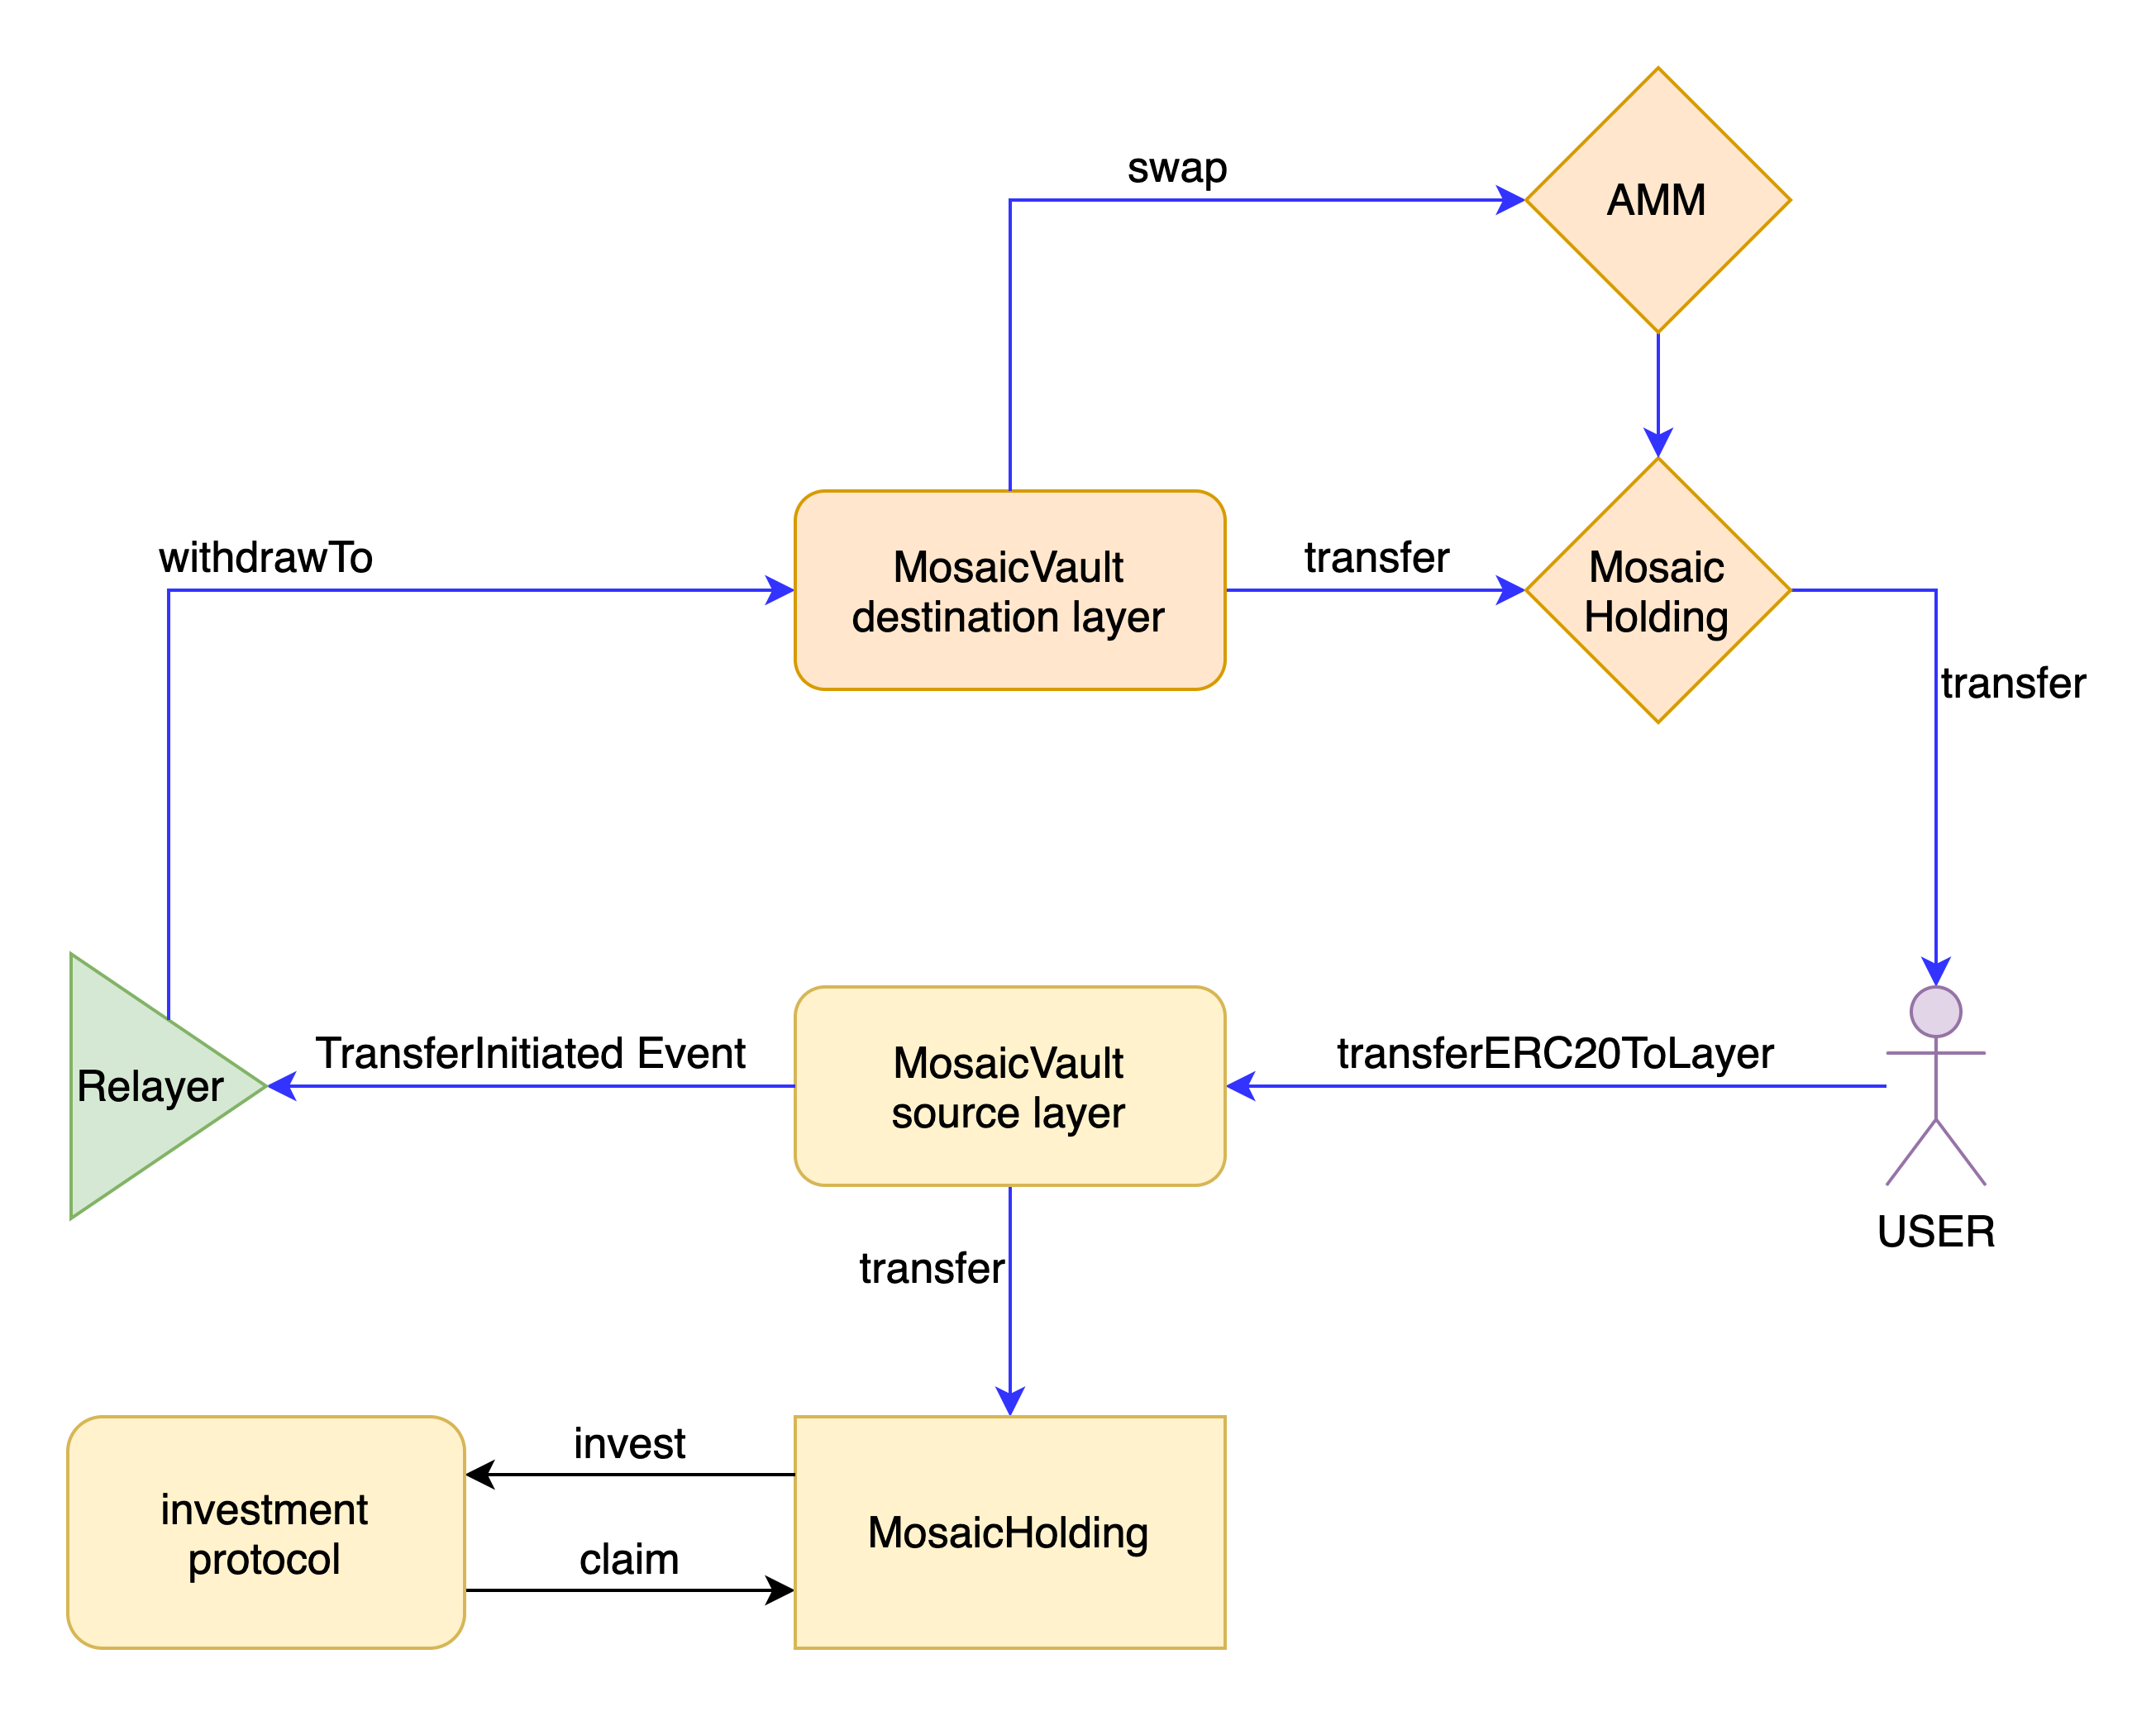 swap
AMM
withdrawTo
MosaicVault
destination layer
transfer
Mosaic
Holding
transfer
TransferInitiated Event
Relayer
MosaicVault
source layer
transferERC20ToLayer
USER
transfer
invest
investment
protocol
claim
MosaicHolding